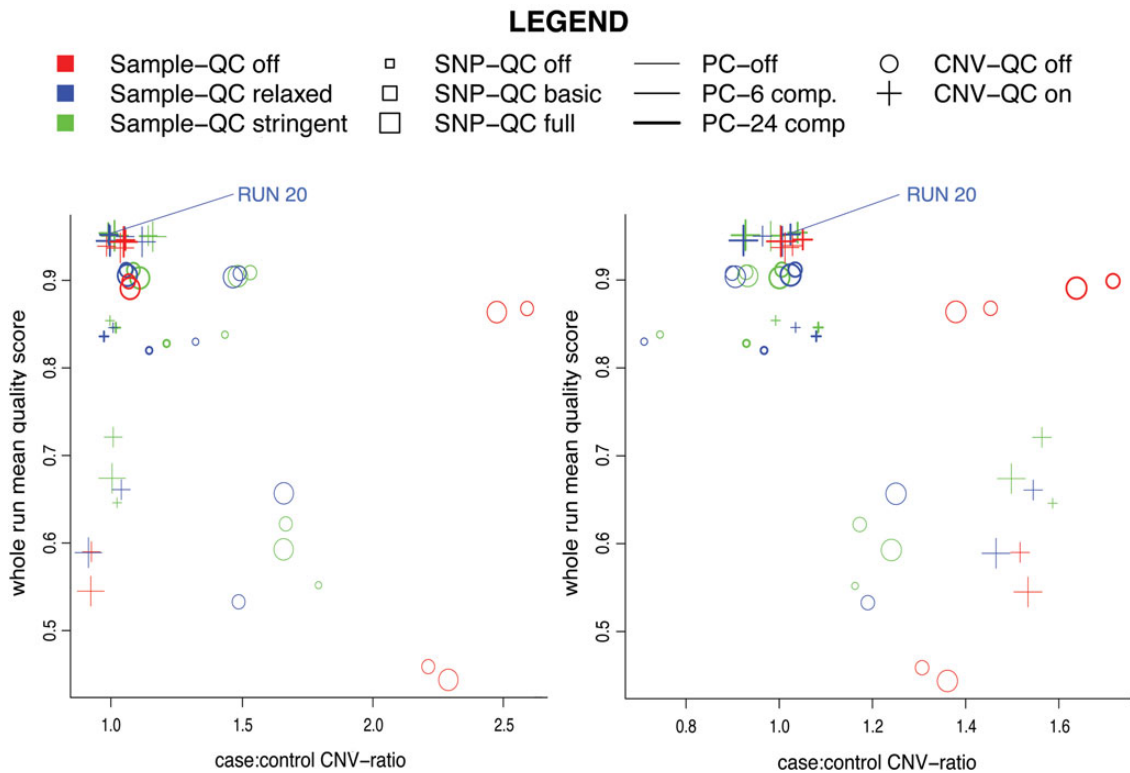 LEGEND
Sample-QC off SNP-QC off PC-off CNV-QC off
Sample-QC relaxed SNP-QC basic PC-6 comp. CNV-QC on
Sample-QC stringent SNP-QC full PC-24 comp
RUN 20 RUN 20
whole run mean quality score
0.9
0.8
0.7
0.6
0.5
1.0 1.5 2.0 2.5
case:control CNV-ratio
whole run mean quality score
0.9
0.8
0.7
0.6
0.5
0.8 1.0 1.2 1.4 1.6
case:control CNV-ratio